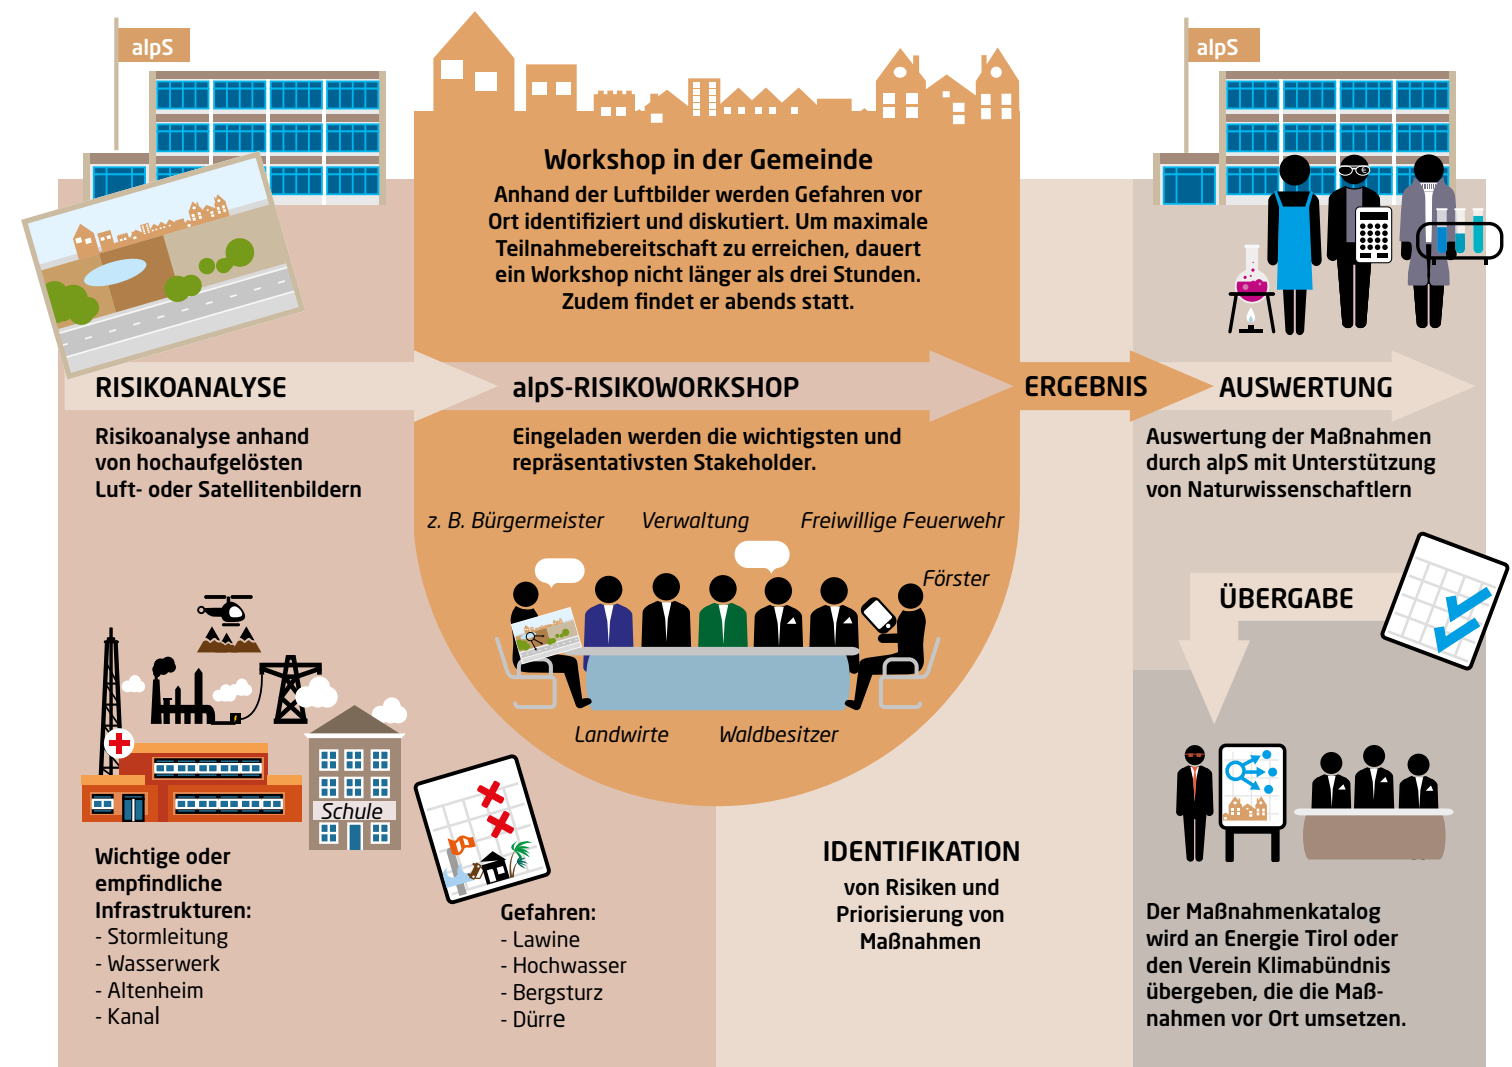 alpS
alpS
Workshop in der Gemeinde
Anhand der Luftbilder werden Gefahren vor
Ort identifiziert und diskutiert. Um maximale
Teilnahmebereitschaft zu erreichen, dauert
ein Workshop nicht länger als drei Stunden.
Zudem findet er abends statt.
RISIKOANALYSE
Risikoanalyse anhand
von hochaufgelösten
Luft- oder Satellitenbildern
Schule
Wichtige oder
empfindliche
Infrastrukturen:
- Stormleitung
- Wasserwerk
- Altenheim
- Kanal
alpS-RISIKOWORKSHOP
Eingeladen werden die wichtigsten und
repräsentativsten Stakeholder.
z. B. Bürgermeister
Verwaltung
Freiwillige Feuerwehr
Förster
Landwirte
Waldbesitzer
Gefahren:
- Lawine
- Hochwasser
- Bergsturz
- Dürre
ERGEBNIS
IDENTIFIKATION
von Risiken und
Priorisierung von
Maßnahmen
AUSWERTUNG
Auswertung der Maßnahmen
durch alpS mit Unterstützung
von Naturwissenschaftlern
ÜBERGABE
Der Maßnahmenkatalog
wird an Energie Tirol oder
den Verein Klimabündnis
übergeben, die die Maß-
nahmen vor Ort umsetzen.